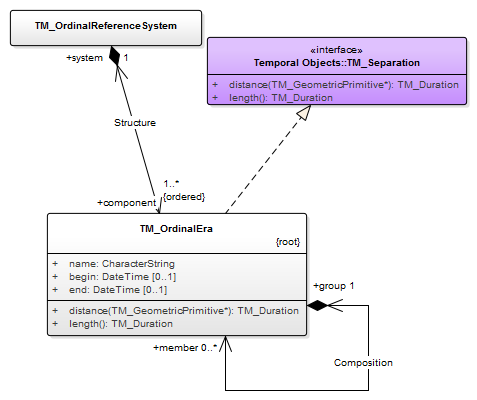 TM_OrdinalReferenceSystem
«interface»
Temporal Objects::TM_Separation
+ distance(TM_GeometricPrimitive*): TM_Duration
+ length(): TM_Duration
+system 1
Structure
1..*
+component {ordered}
TM_OrdinalEra
{root}
+ name: CharacterString
+ begin: DateTime [0..1]
+ end: DateTime [0..1]
+ distance(TM_GeometricPrimitive*): TM_Duration
+ length(): TM_Duration
+group 1
+member 0..*
Composition